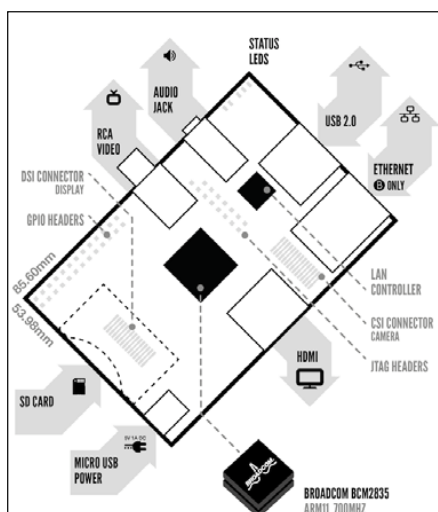 STATUS
LEDS
AUDIO
JACK
RCA
VIDEO
USB 2.0
DSI CONNECTOR
DISPLAY
ETHERNET
B ONLY
GPIO HEADERS
85.60mm
53.98mm
LAN
CONTROLLER
CSI CONNECTOR
CAMERA
HDMI
JTAG HEADERS
SD CARD
5V 1A DC
MICRO USB
POWER
BROADCOM
BROADCOM BCM2835
ARM11 700MHZ